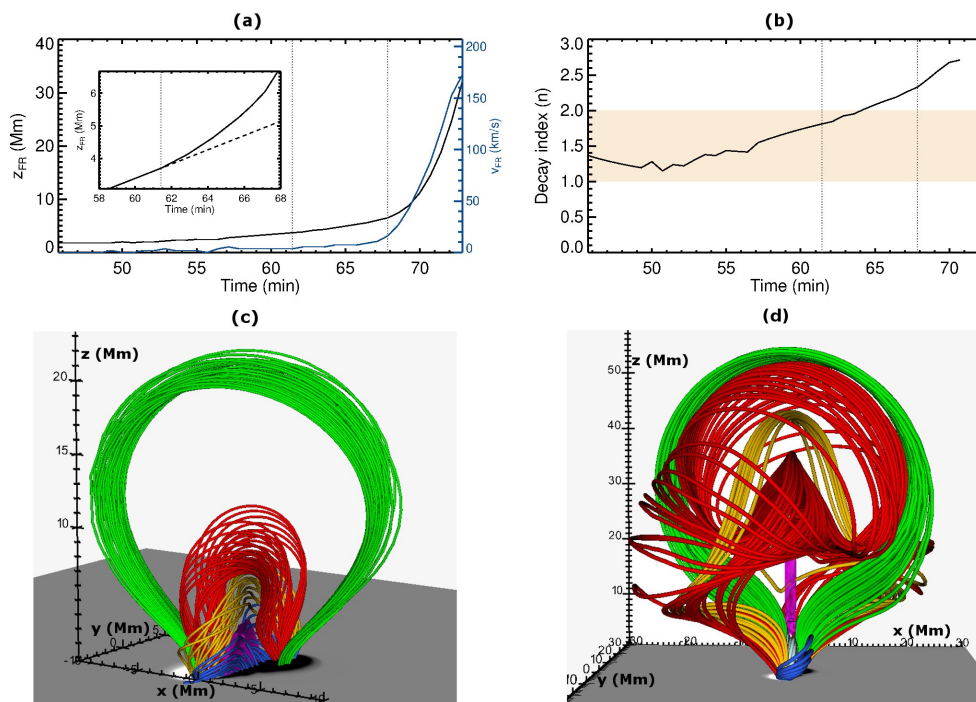 (a)
40
30
20
10
0
z_FR (Mm)
200
150
100
50
0
v_FR (km/s)
50 55 60 65 70
Time (min)
6
5
4
z_FR (Mm)
58 60 62 64 66 68
Time (min)
(b)
3.0
2.5
2.0
1.5
1.0
0.5
0.0
Decay index (n)
50 55 60 65 70
Time (min)
(c)
z (Mm)
20
15
10
y (Mm)
x (Mm)
(d)
z (Mm)
50
40
30
20
10
x (Mm)
y (Mm)